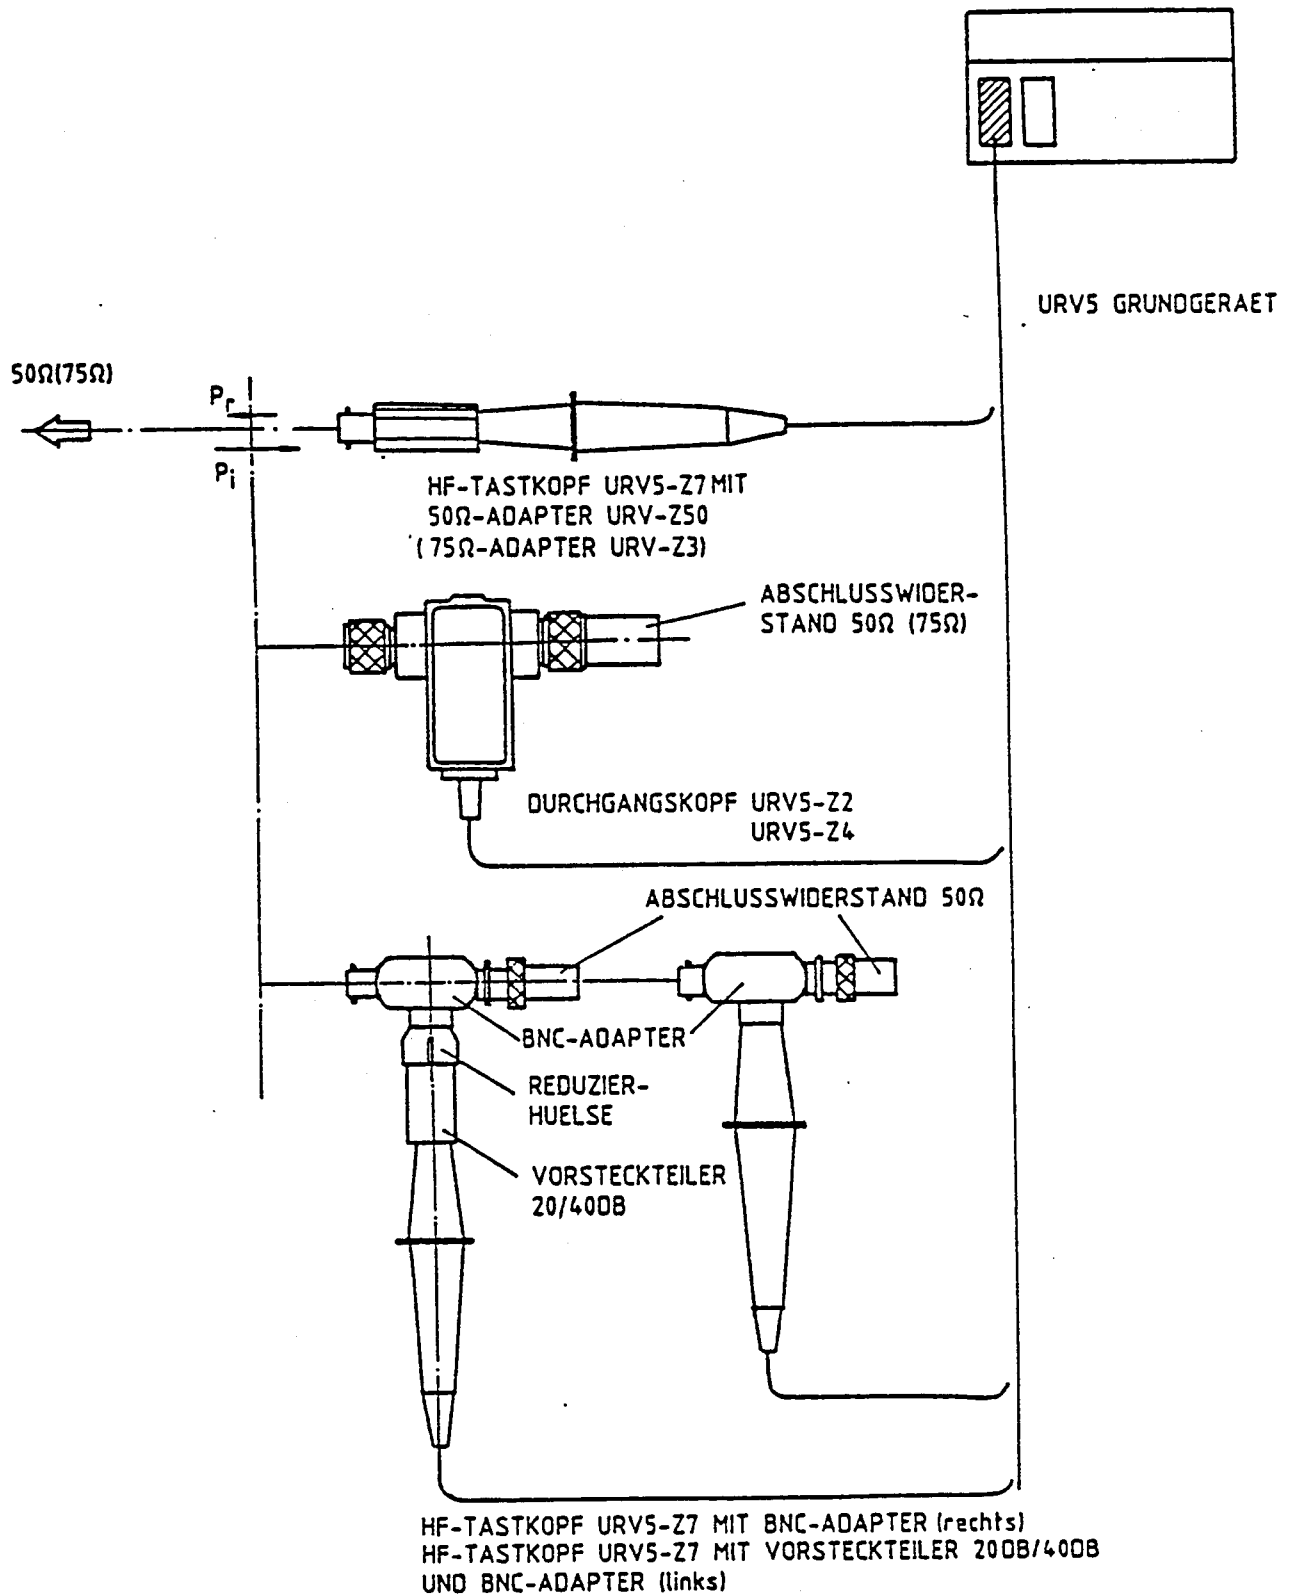 URV5 GRUNDGERAET
50Ω(75Ω)
Pr
Pi
HF-TASTKOPF URV5-Z7 MIT
50Ω-ADAPTER URV-Z50
(75Ω-ADAPTER URV-Z3)
ABSCHLUSSWIDER-
STAND 50Ω (75Ω)
DURCHGANGSKOPF URV5-Z2
URV5-Z4
ABSCHLUSSWIDERSTAND 50Ω
BNC-ADAPTER
REDUZIER-
HUELSE
VORSTECKTEILER
20/40DB
HF-TASTKOPF URV5-Z7 MIT BNC-ADAPTER (rechts)
HF-TASTKOPF URV5-Z7 MIT VORSTECKTEILER 20DB/40DB
UND BNC-ADAPTER (links)